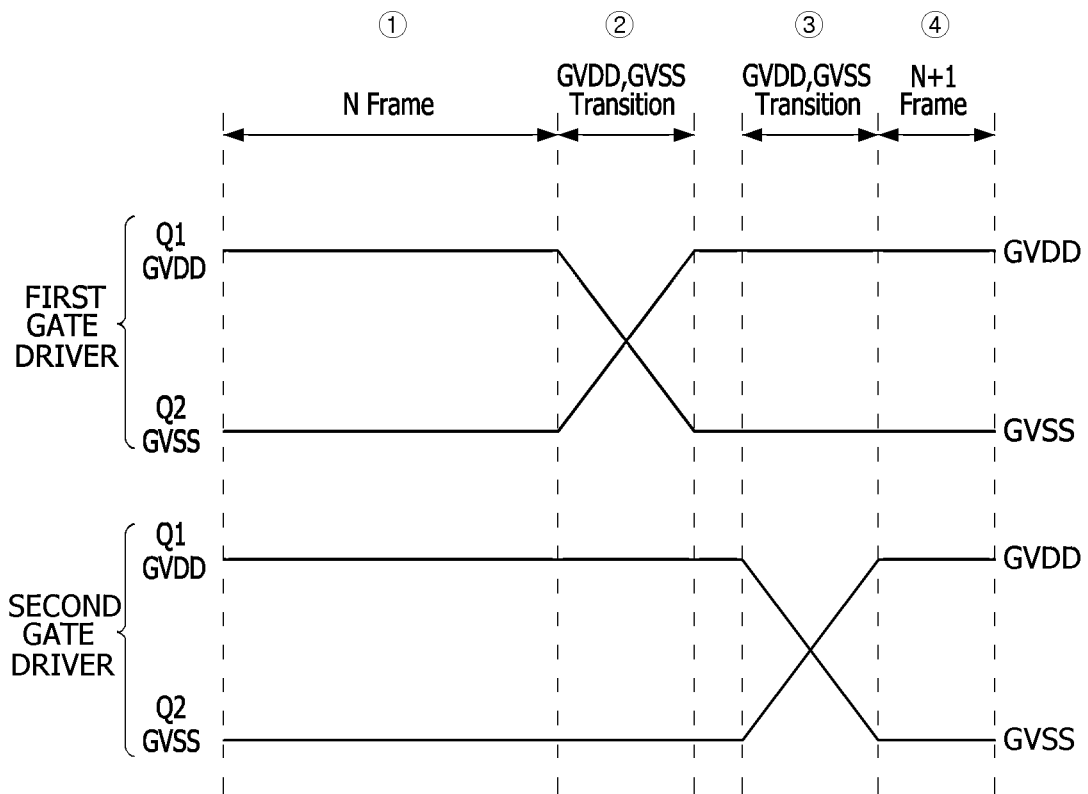 ① ② ③ ④
N Frame
GVDD,GVSS
Transition
GVDD,GVSS
Transition
N+1
Frame
FIRST
GATE
DRIVER
Q1
GVDD
GVDD
Q2
GVSS
GVSS
SECOND
GATE
DRIVER
Q1
GVDD
GVDD
Q2
GVSS
GVSS